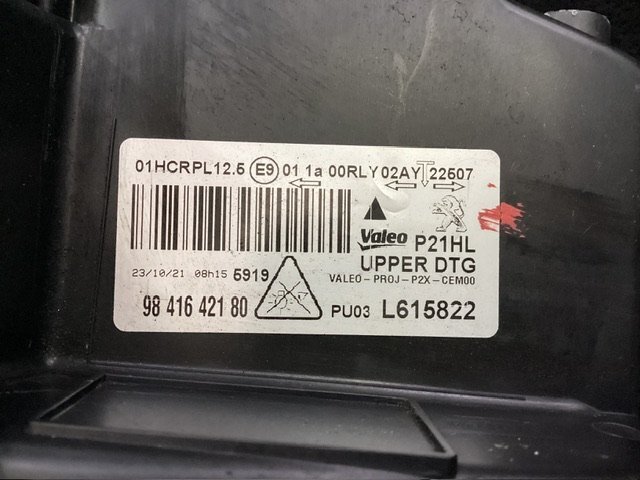 01HCRPL12.5 E9 01 1a 00RLY 02AY 22507
Valeo P21HL
UPPER DTG
23/10/21 08h15 5919
VALEO-PROJ-P2X-CEM00
98 416 421 80
PU03 L615822